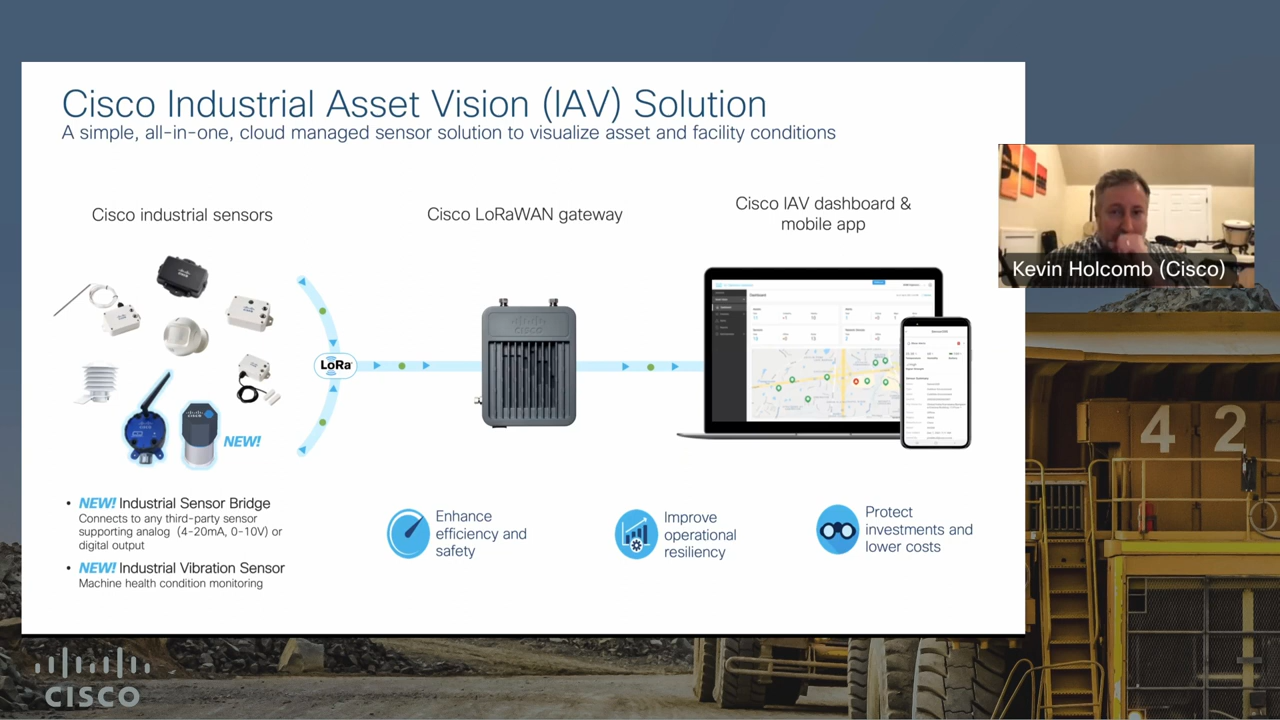 Cisco Industrial Asset Vision (IAV) Solution
A simple, all-in-one, cloud managed sensor solution to visualize asset and facility conditions
Cisco industrial sensors
Cisco LoRaWAN gateway
Cisco IAV dashboard &
mobile app
Kevin Holcomb (Cisco)
CISCO
LoRa
Dashboard
NEW!
• NEW! Industrial Sensor Bridge
Connects to any third-party sensor
supporting analog (4-20mA, 0-10V) or
digital output
• NEW! Industrial Vibration Sensor
Machine health condition monitoring
Enhance
efficiency and
safety
Improve
operational
resiliency
Protect
investments and
lower costs
42
CISCO